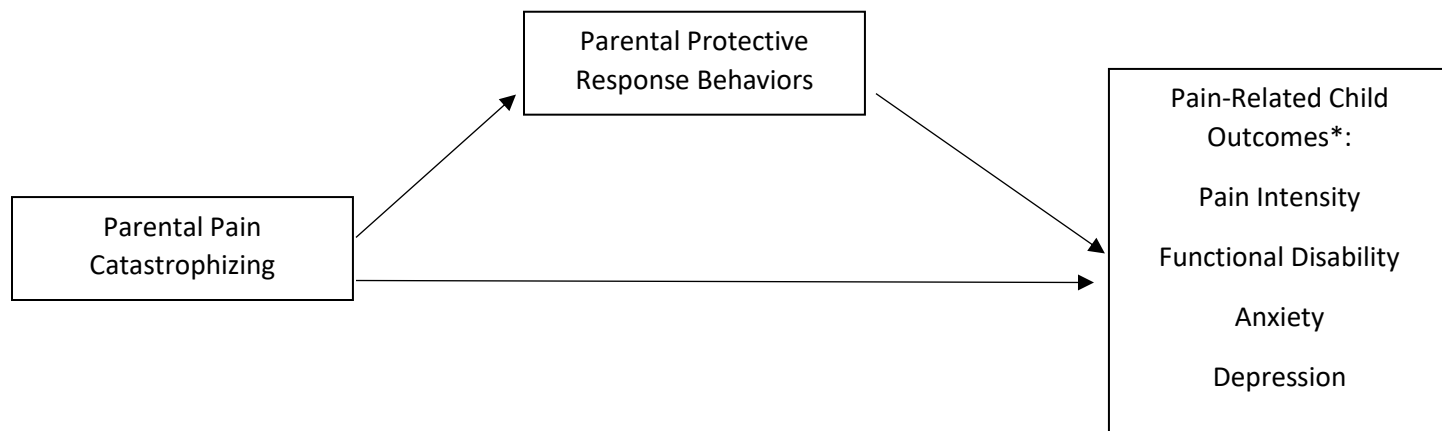 Parental Protective
Response Behaviors
Pain-Related Child
Outcomes*:
Pain Intensity
Functional Disability
Anxiety
Depression
Parental Pain
Catastrophizing